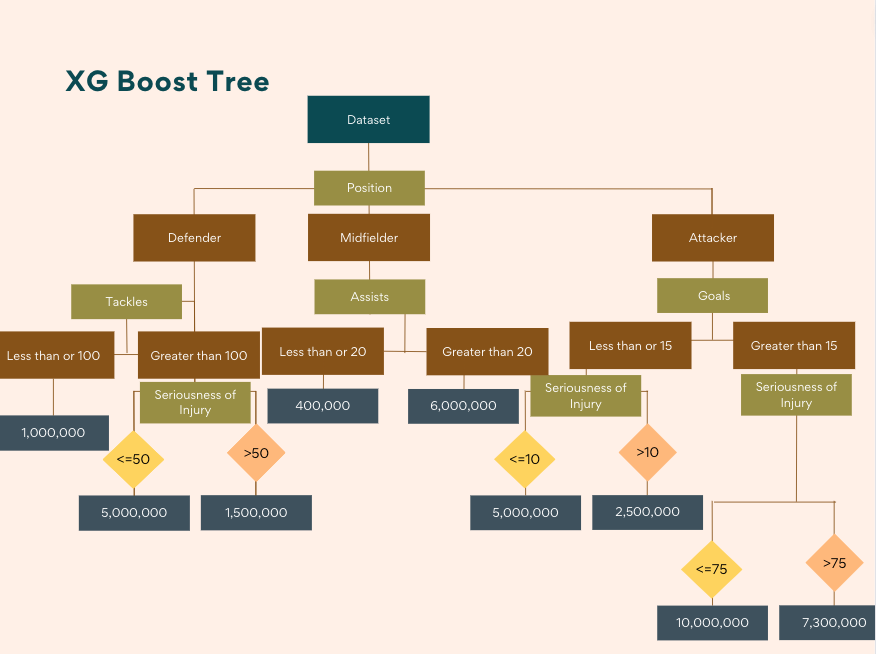 XG Boost Tree
Dataset
Position
Defender
Midfielder
Attacker
Tackles
Assists
Goals
Less than or 100
Greater than 100
Less than or 20
Greater than 20
Less than or 15
Greater than 15
Seriousness of
Injury
Seriousness of
Injury
Seriousness of
Injury
1,000,000
400,000
6,000,000
<=50
>50
<=10
>10
5,000,000
1,500,000
5,000,000
2,500,000
<=75
>75
10,000,000
7,300,000